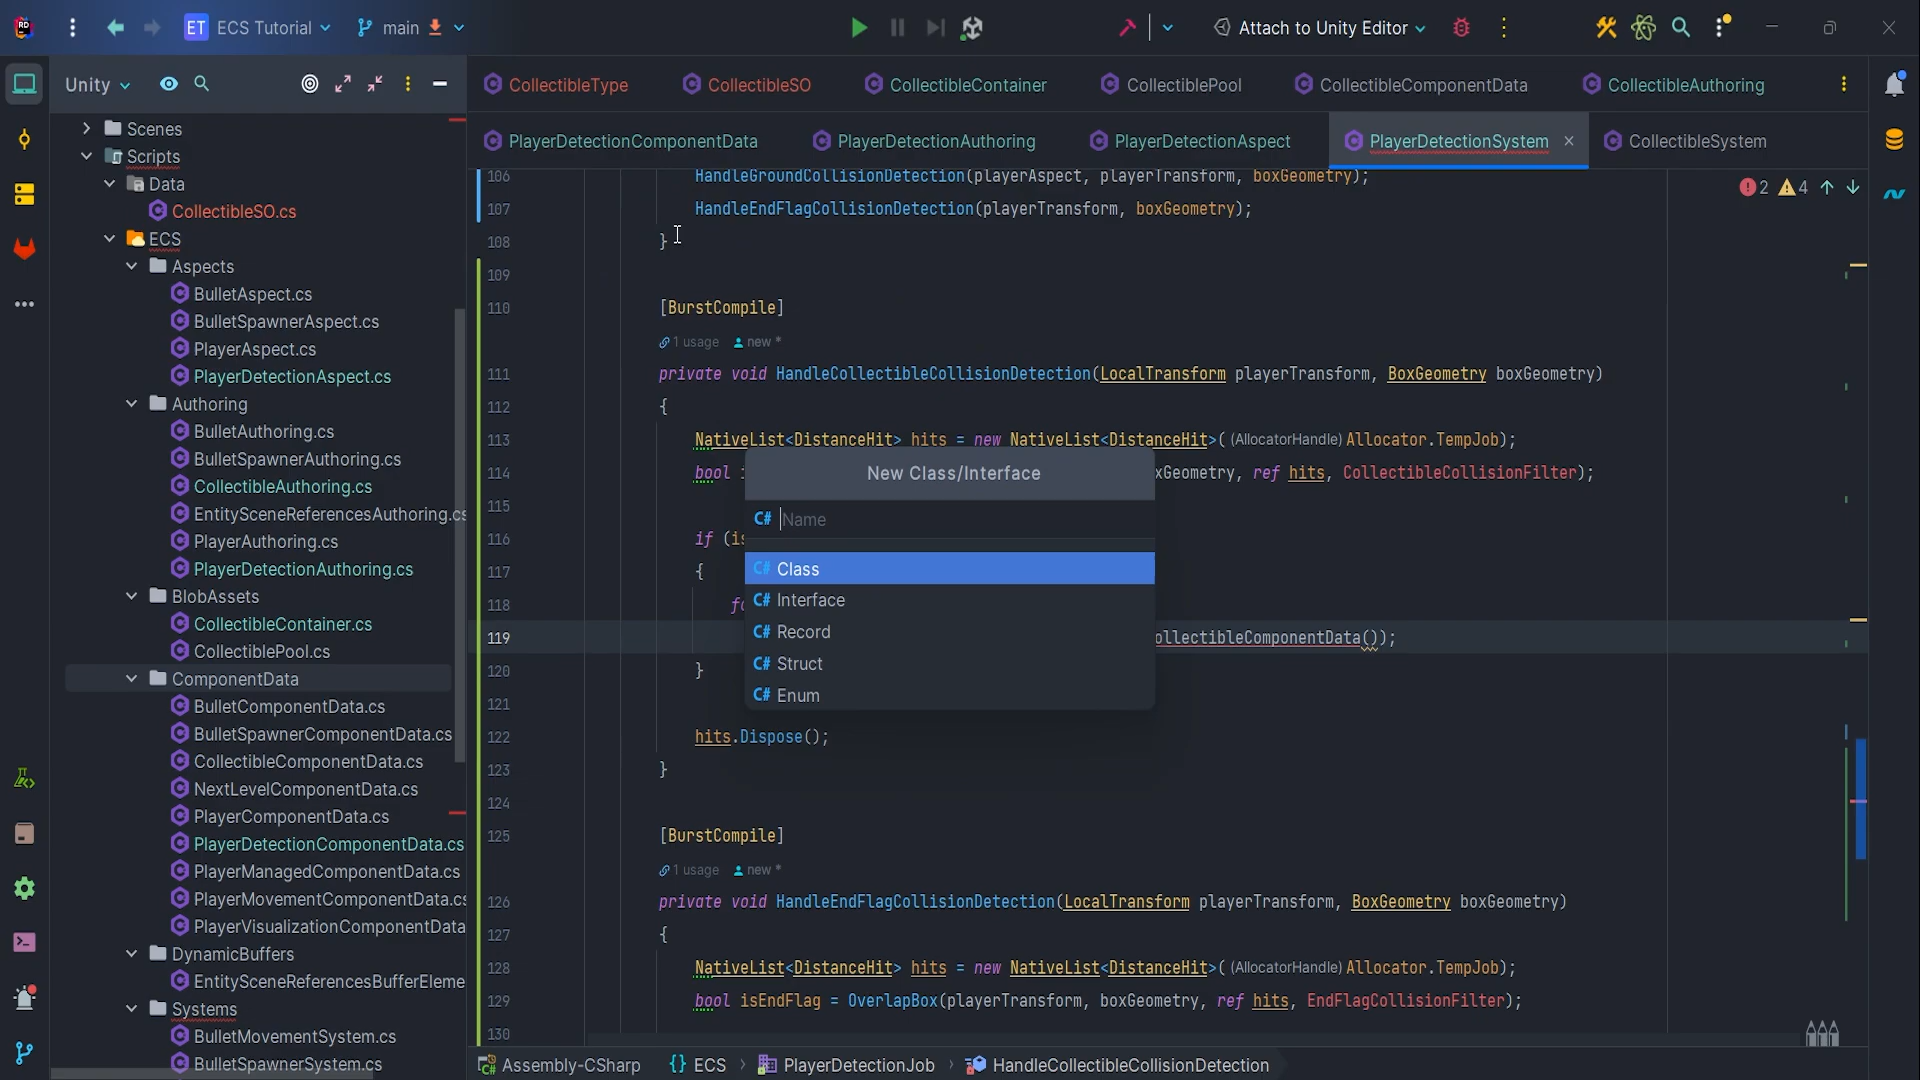 RD
ET ECS Tutorial
main
Attach to Unity Editor
Unity
CollectibleType
CollectibleSO
CollectibleContainer
CollectiblePool
CollectibleComponentData
CollectibleAuthoring
PlayerDetectionComponentData
PlayerDetectionAuthoring
PlayerDetectionAspect
PlayerDetectionSystem
CollectibleSystem
Scenes
Scripts
Data
CollectibleSO.cs
ECS
Aspects
BulletAspect.cs
BulletSpawnerAspect.cs
PlayerAspect.cs
PlayerDetectionAspect.cs
Authoring
BulletAuthoring.cs
BulletSpawnerAuthoring.cs
CollectibleAuthoring.cs
EntitySceneReferencesAuthoring.cs
PlayerAuthoring.cs
PlayerDetectionAuthoring.cs
BlobAssets
CollectibleContainer.cs
CollectiblePool.cs
ComponentData
BulletComponentData.cs
BulletSpawnerComponentData.cs
CollectibleComponentData.cs
NextLevelComponentData.cs
PlayerComponentData.cs
PlayerDetectionComponentData.cs
PlayerManagedComponentData.cs
PlayerMovementComponentData.cs
PlayerVisualizationComponentData
DynamicBuffers
EntitySceneReferencesBufferEleme
Systems
BulletMovementSystem.cs
BulletSpawnerSystem.cs
2 4
106 HandleGroundCollisionDetection(playerAspect, playerTransform, boxGeometry);
107 HandleEndFlagCollisionDetection(playerTransform, boxGeometry);
108 }
109
110 [BurstCompile]
1 usage new *
111 private void HandleCollectibleCollisionDetection(LocalTransform playerTransform, BoxGeometry boxGeometry)
112 {
113 NativeList<DistanceHit> hits = new NativeList<DistanceHit>((AllocatorHandle)Allocator.TempJob);
114 bool i xGeometry, ref hits, CollectibleCollisionFilter);
115
116 if (is
117 {
118 fo
119 ollectibleComponentData());
120 }
121
122 hits.Dispose();
123 }
124
125 [BurstCompile]
1 usage new *
126 private void HandleEndFlagCollisionDetection(LocalTransform playerTransform, BoxGeometry boxGeometry)
127 {
128 NativeList<DistanceHit> hits = new NativeList<DistanceHit>((AllocatorHandle)Allocator.TempJob);
129 bool isEndFlag = OverlapBox(playerTransform, boxGeometry, ref hits, EndFlagCollisionFilter);
130
New Class/Interface
C# Name
C# Class
C# Interface
C# Record
C# Struct
C# Enum
C# Assembly-CSharp
{} ECS
PlayerDetectionJob
HandleCollectibleCollisionDetection